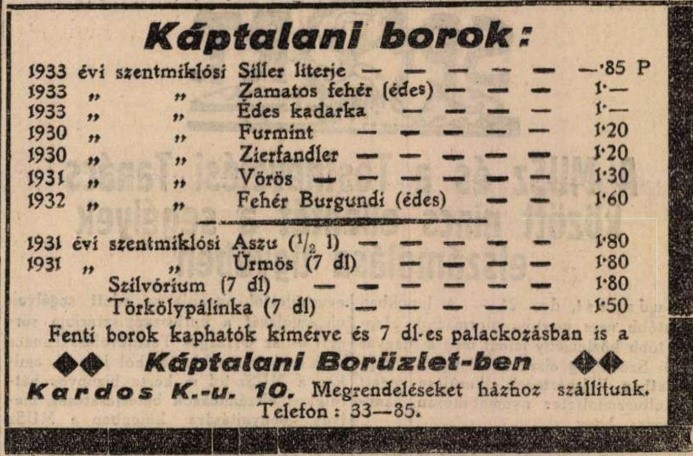 Káptalani borok:
1933 évi szentmiklósi Siller literje — — — — — —·85 P
1933 „ „ Zamatos fehér (édes) — — — 1·—
1933 „ „ Édes kadarka — — — — 1·—
1930 „ „ Furmint — — — — — 1·20
1930 „ „ Zierfandler — — — — — 1·20
1931 „ „ Vörös — — — — — — 1·30
1932 „ „ Fehér Burgundi (édes) — — 1·60
1931 évi szentmiklósi Aszu (1/2 l) — — — — — 1·80
1931 „ „ Ürmös (7 dl) — — — — — 1·80
Szilvórium (7 dl) — — — — — — 1·80
Törkölypálinka (7 dl) — — — — — 1·50
Fenti borok kaphatók kimérve és 7 dl-es palackozásban is a
Káptalani Borüzlet-ben
Kardos K.-u. 10. Megrendeléseket házhoz szállitunk.
Telefon: 33—85.